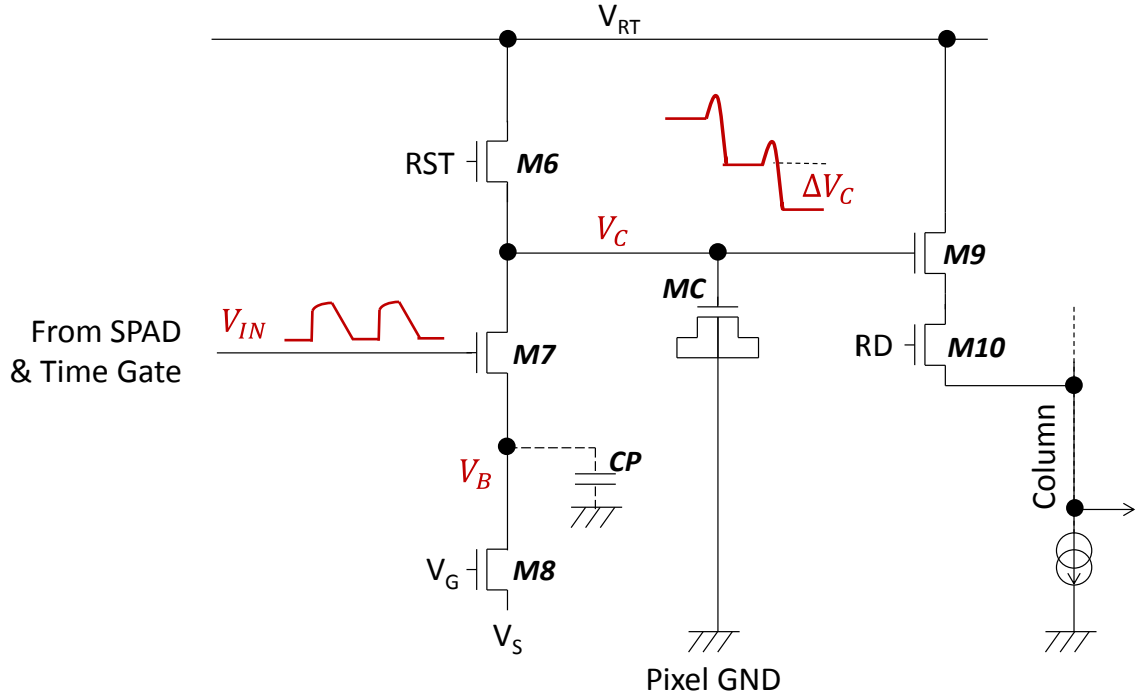 V_RT
RST
M6
ΔV_C
V_C
M9
MC
V_IN
From SPAD
& Time Gate
M7
RD
M10
V_B
CP
Column
V_G
M8
V_S
Pixel GND